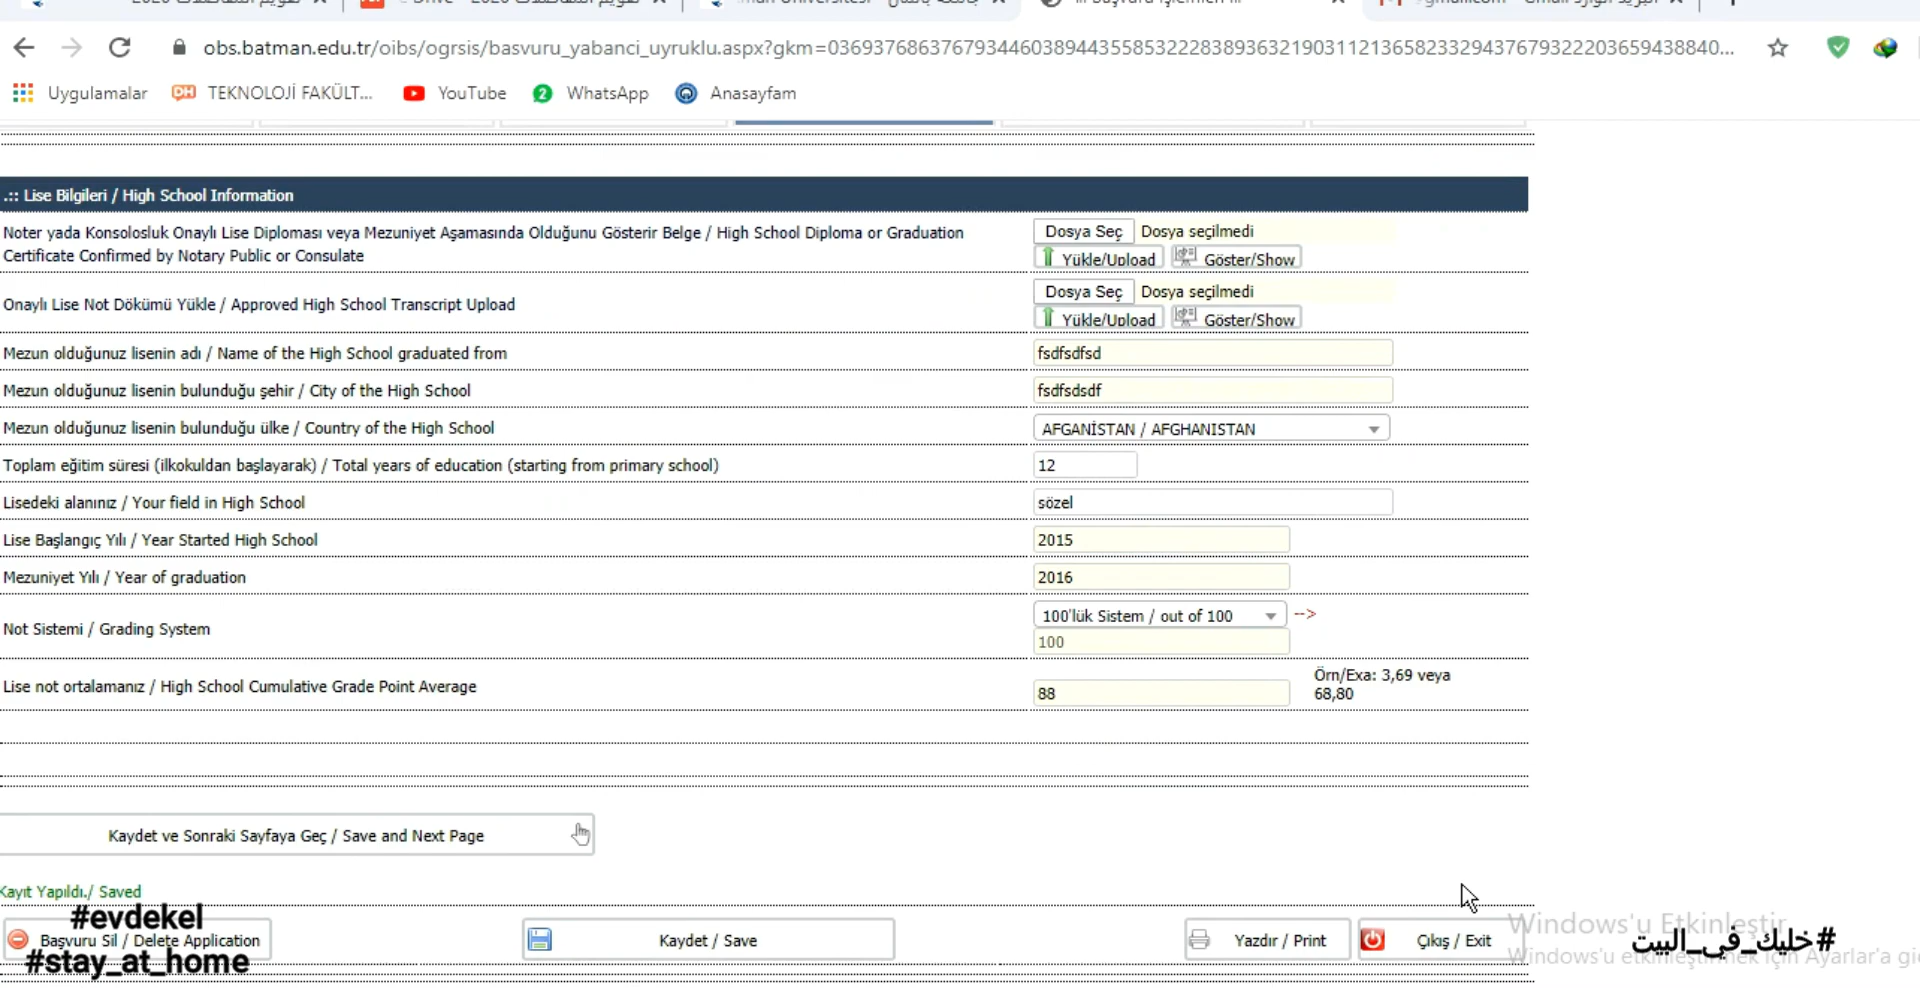 obs.batman.edu.tr/oibs/ogrsis/basvuru_yabanci_uyruklu.aspx?gkm=
Uygulamalar TEKNOLOJİ FAKÜLT... YouTube WhatsApp Anasayfam
.:: Lise Bilgileri / High School Information
Noter yada Konsolosluk Onaylı Lise Diploması veya Mezuniyet Aşamasında Olduğunu Gösterir Belge / High School Diploma or Graduation
Certificate Confirmed by Notary Public or Consulate
Dosya Seç Dosya seçilmedi
Yükle/Upload Göster/Show
Onaylı Lise Not Dökümü Yükle / Approved High School Transcript Upload
Dosya Seç Dosya seçilmedi
Yükle/Upload Göster/Show
Mezun olduğunuz lisenin adı / Name of the High School graduated from fsdfsdfsd
Mezun olduğunuz lisenin bulunduğu şehir / City of the High School fsdfsdsdf
Mezun olduğunuz lisenin bulunduğu ülke / Country of the High School AFGANİSTAN / AFGHANISTAN
Toplam eğitim süresi (ilkokuldan başlayarak) / Total years of education (starting from primary school) 12
Lisedeki alanınız / Your field in High School sözel
Lise Başlangıç Yılı / Year Started High School 2015
Mezuniyet Yılı / Year of graduation 2016
Not Sistemi / Grading System 100'lük Sistem / out of 100 -->
100
Lise not ortalamanız / High School Cumulative Grade Point Average 88 Örn/Exa: 3,69 veya
68,80
Kaydet ve Sonraki Sayfaya Geç / Save and Next Page
Kayıt Yapıldı./ Saved
#evdekel
Başvuru Sil / Delete Application Kaydet / Save Yazdır / Print Çıkış / Exit
#stay_at_home
Windows'u Etkinleştir
#خليك_في_البيت
Windows'u etkinleştirmek için Ayarlar'a